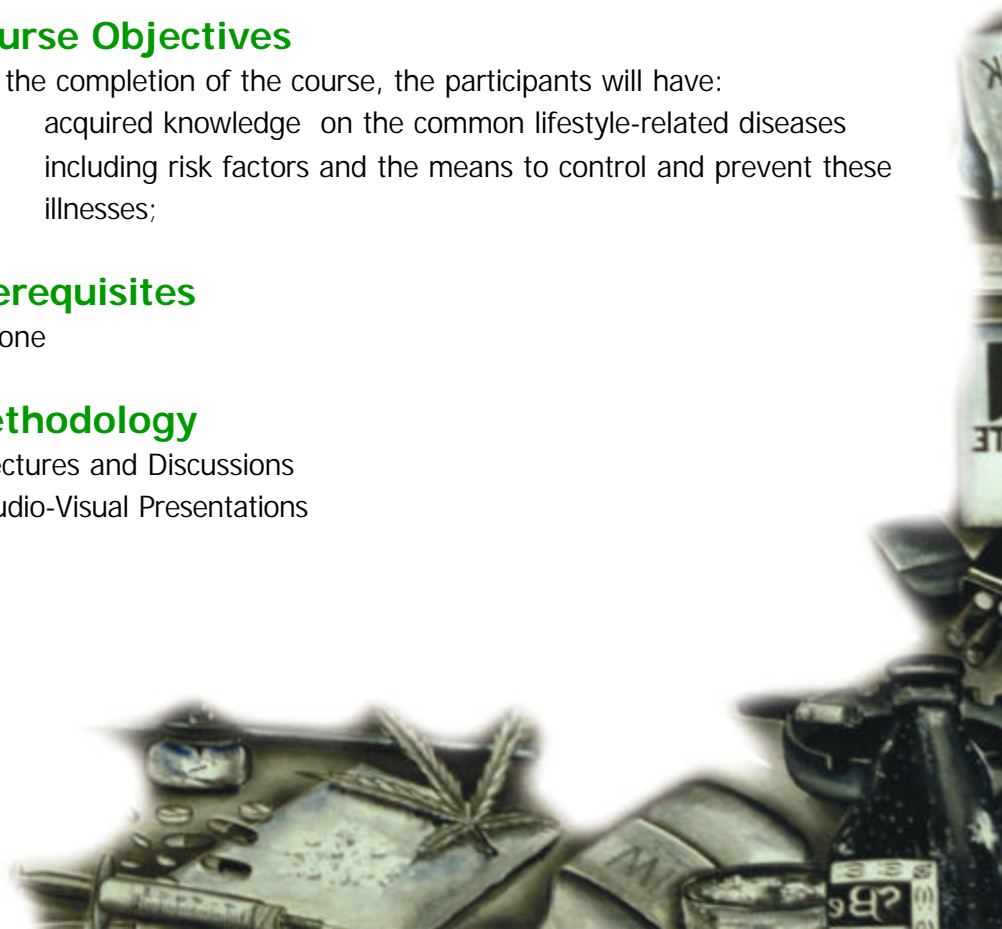 urse Objectives
the completion of the course, the participants will have:
acquired knowledge on the common lifestyle-related diseases
including risk factors and the means to control and prevent these
illnesses;
erequisites
one
ethodology
ectures and Discussions
udio-Visual Presentations